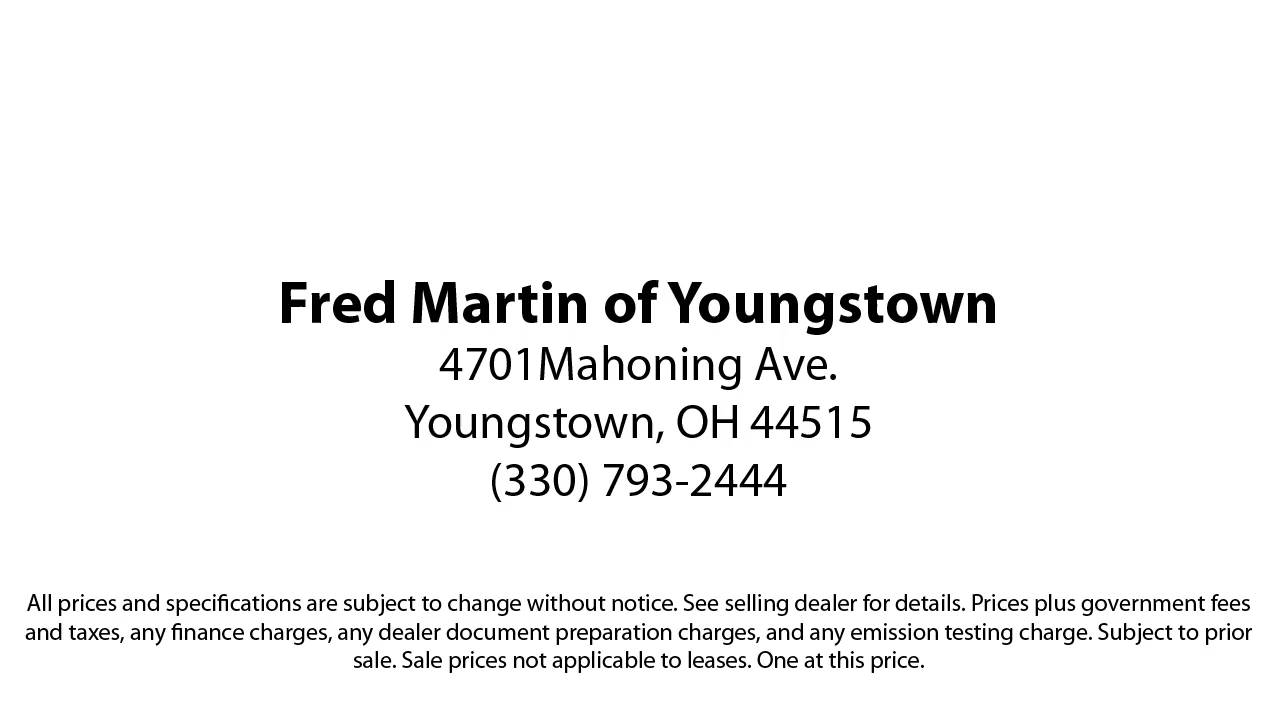 Fred Martin of Youngstown
4701Mahoning Ave.
Youngstown, OH 44515
(330) 793-2444
All prices and specifications are subject to change without notice. See selling dealer for details. Prices plus government fees
and taxes, any finance charges, any dealer document preparation charges, and any emission testing charge. Subject to prior
sale. Sale prices not applicable to leases. One at this price.